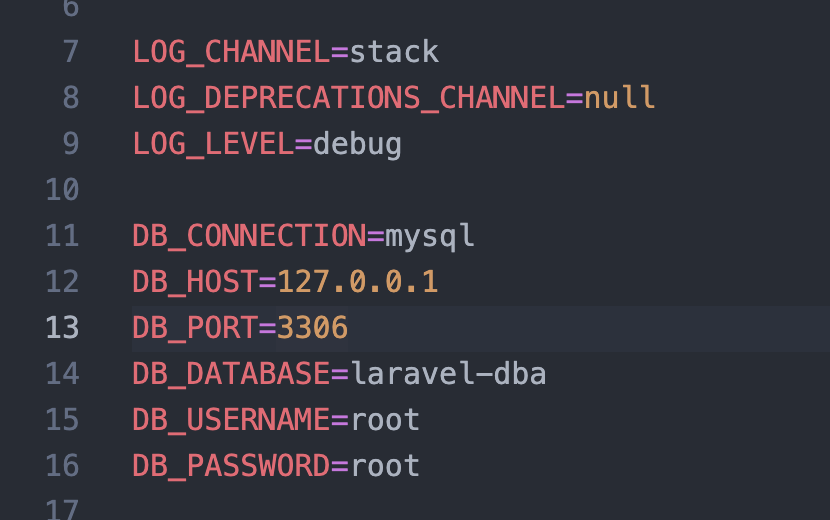 6
7 LOG_CHANNEL=stack
8 LOG_DEPRECATIONS_CHANNEL=null
9 LOG_LEVEL=debug
10
11 DB_CONNECTION=mysql
12 DB_HOST=127.0.0.1
13 DB_PORT=3306
14 DB_DATABASE=laravel-dba
15 DB_USERNAME=root
16 DB_PASSWORD=root
17